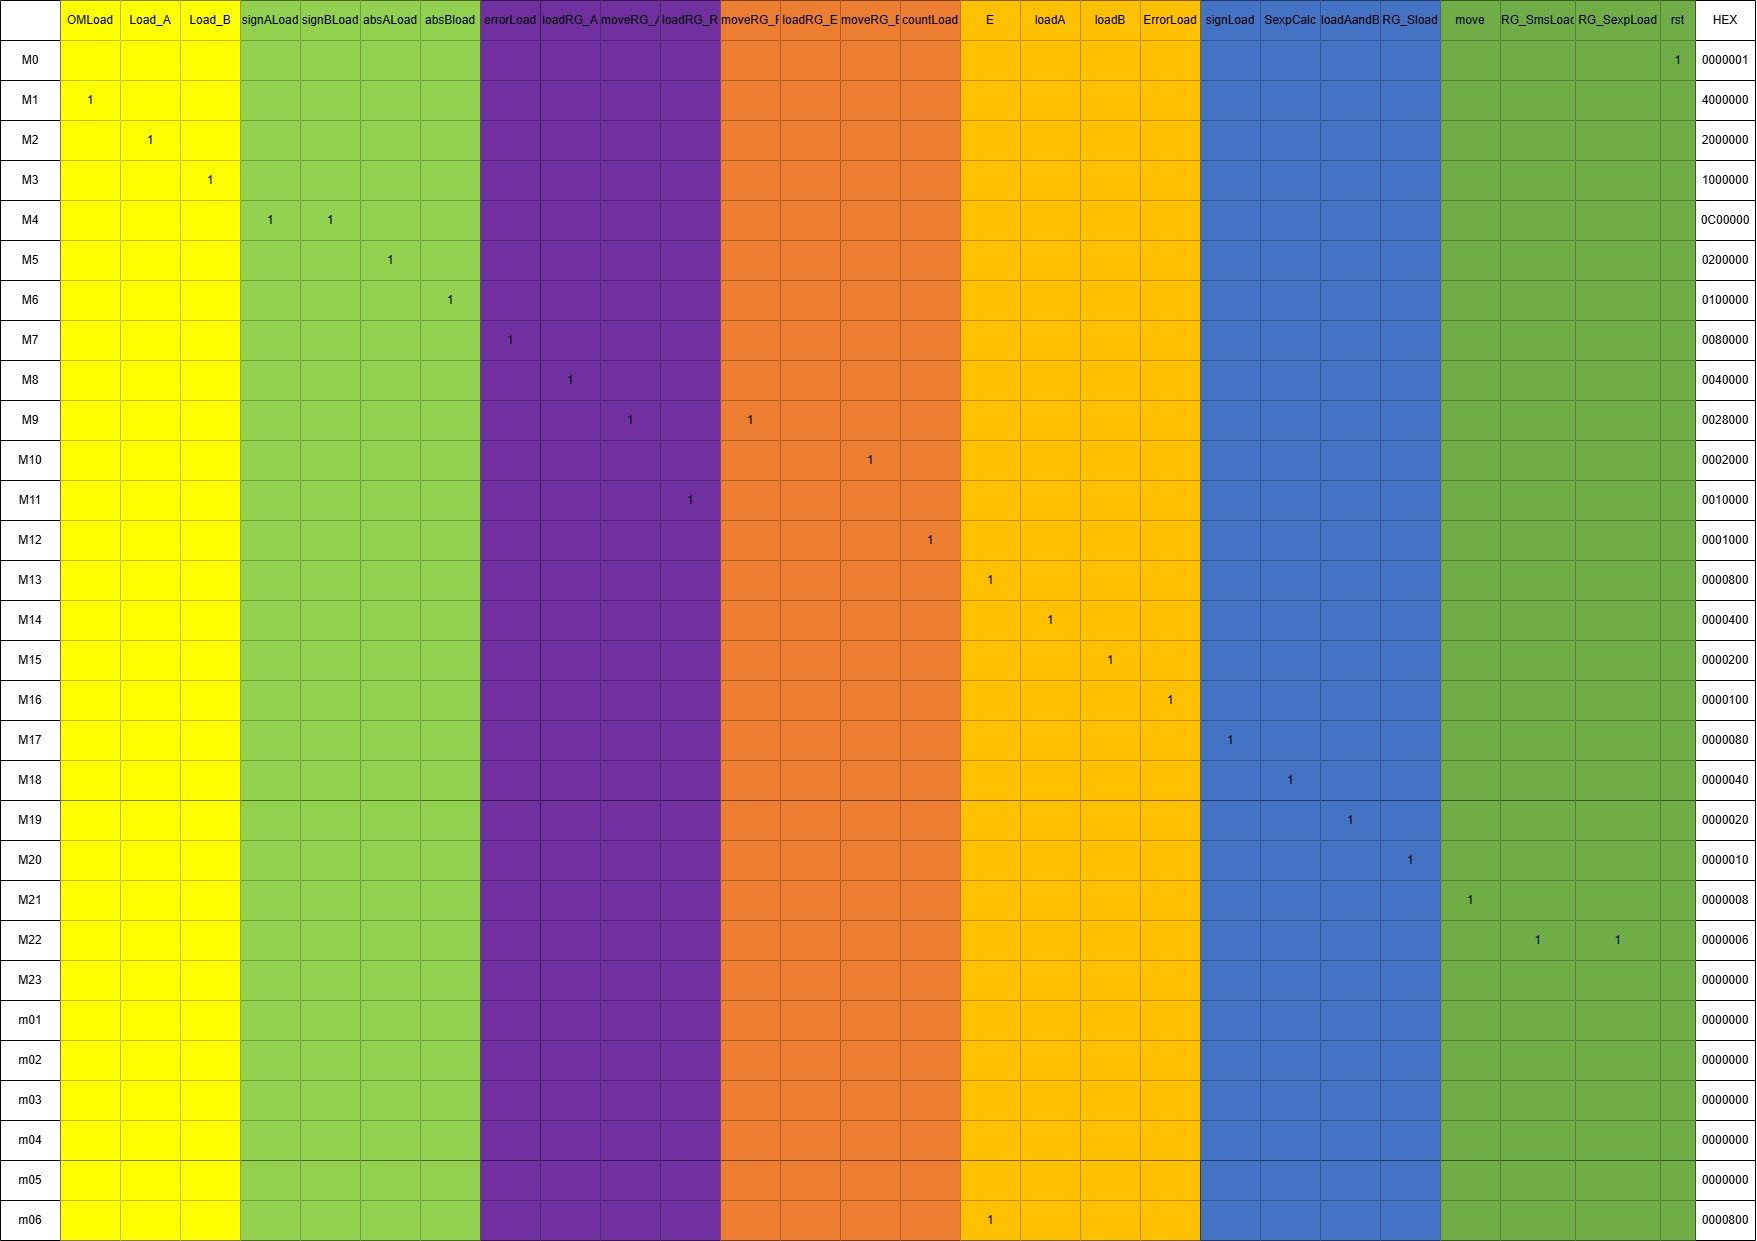 OMLoad Load_A Load_B signALoad signBLoad absALoad absBload errorLoad loadRG_A moveRG_A loadRG_R moveRG_F loadRG_E moveRG_E countLoad E loadA loadB ErrorLoad signLoad SexpCalc loadAandB RG_Sload move RG_SmsLoad RG_SexpLoad rst HEX
M0 1 0000001
M1 1 4000000
M2 1 2000000
M3 1 1000000
M4 1 1 0C00000
M5 1 0200000
M6 1 0100000
M7 1 0080000
M8 1 0040000
M9 1 1 0028000
M10 1 0002000
M11 1 0010000
M12 1 0001000
M13 1 0000800
M14 1 0000400
M15 1 0000200
M16 1 0000100
M17 1 0000080
M18 1 0000040
M19 1 0000020
M20 1 0000010
M21 1 0000008
M22 1 1 0000006
M23 0000000
m01 0000000
m02 0000000
m03 0000000
m04 0000000
m05 0000000
m06 1 0000800